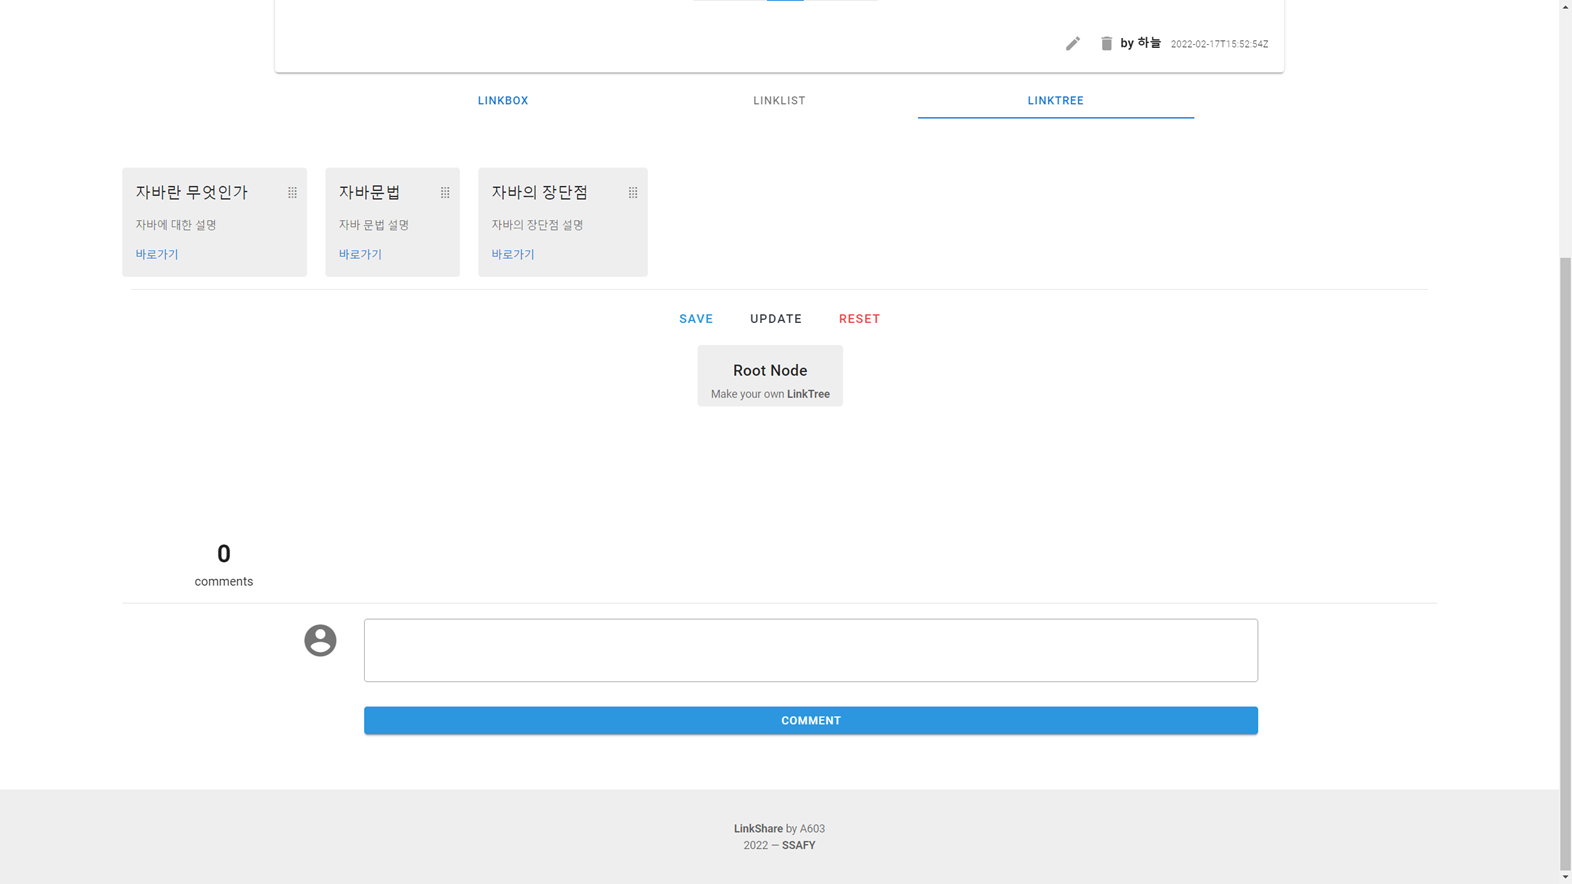 by 하늘 2022-02-17T15:52:54Z
LINKBOX LINKLIST LINKTREE
자바란 무엇인가
자바에 대한 설명
바로가기
자바문법
자바 문법 설명
바로가기
자바의 장단점
자바의 장단점 설명
바로가기
SAVE UPDATE RESET
Root Node
Make your own LinkTree
0
comments
COMMENT
LinkShare by A603
2022 — SSAFY